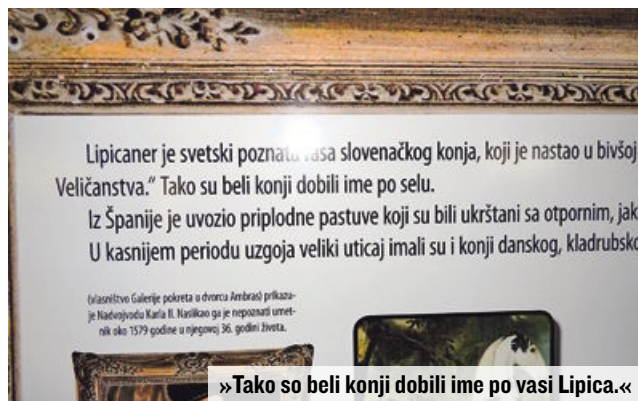 Lipicaner je svetski poznata rasa slovenačkog konja, koji je nastao u bivšoj
Veličanstva." Tako su beli konji dobili ime po selu.
Iz Španije je uvozio priplodne pastuve koji su bili ukrštani sa otpornim, jak
U kasnijem periodu uzgoja veliki uticaj imali su i konji danskog, kladrubsko
(vlasništvo Galerije pokreta u dvorcu Ambras) prikazu-
je Nadvojvodu Karla II. Naslikao ga je nepoznati umet-
nik oko 1579 godine u njegovoj 36. godini života.
»Tako so beli konji dobili ime po vasi Lipica.«